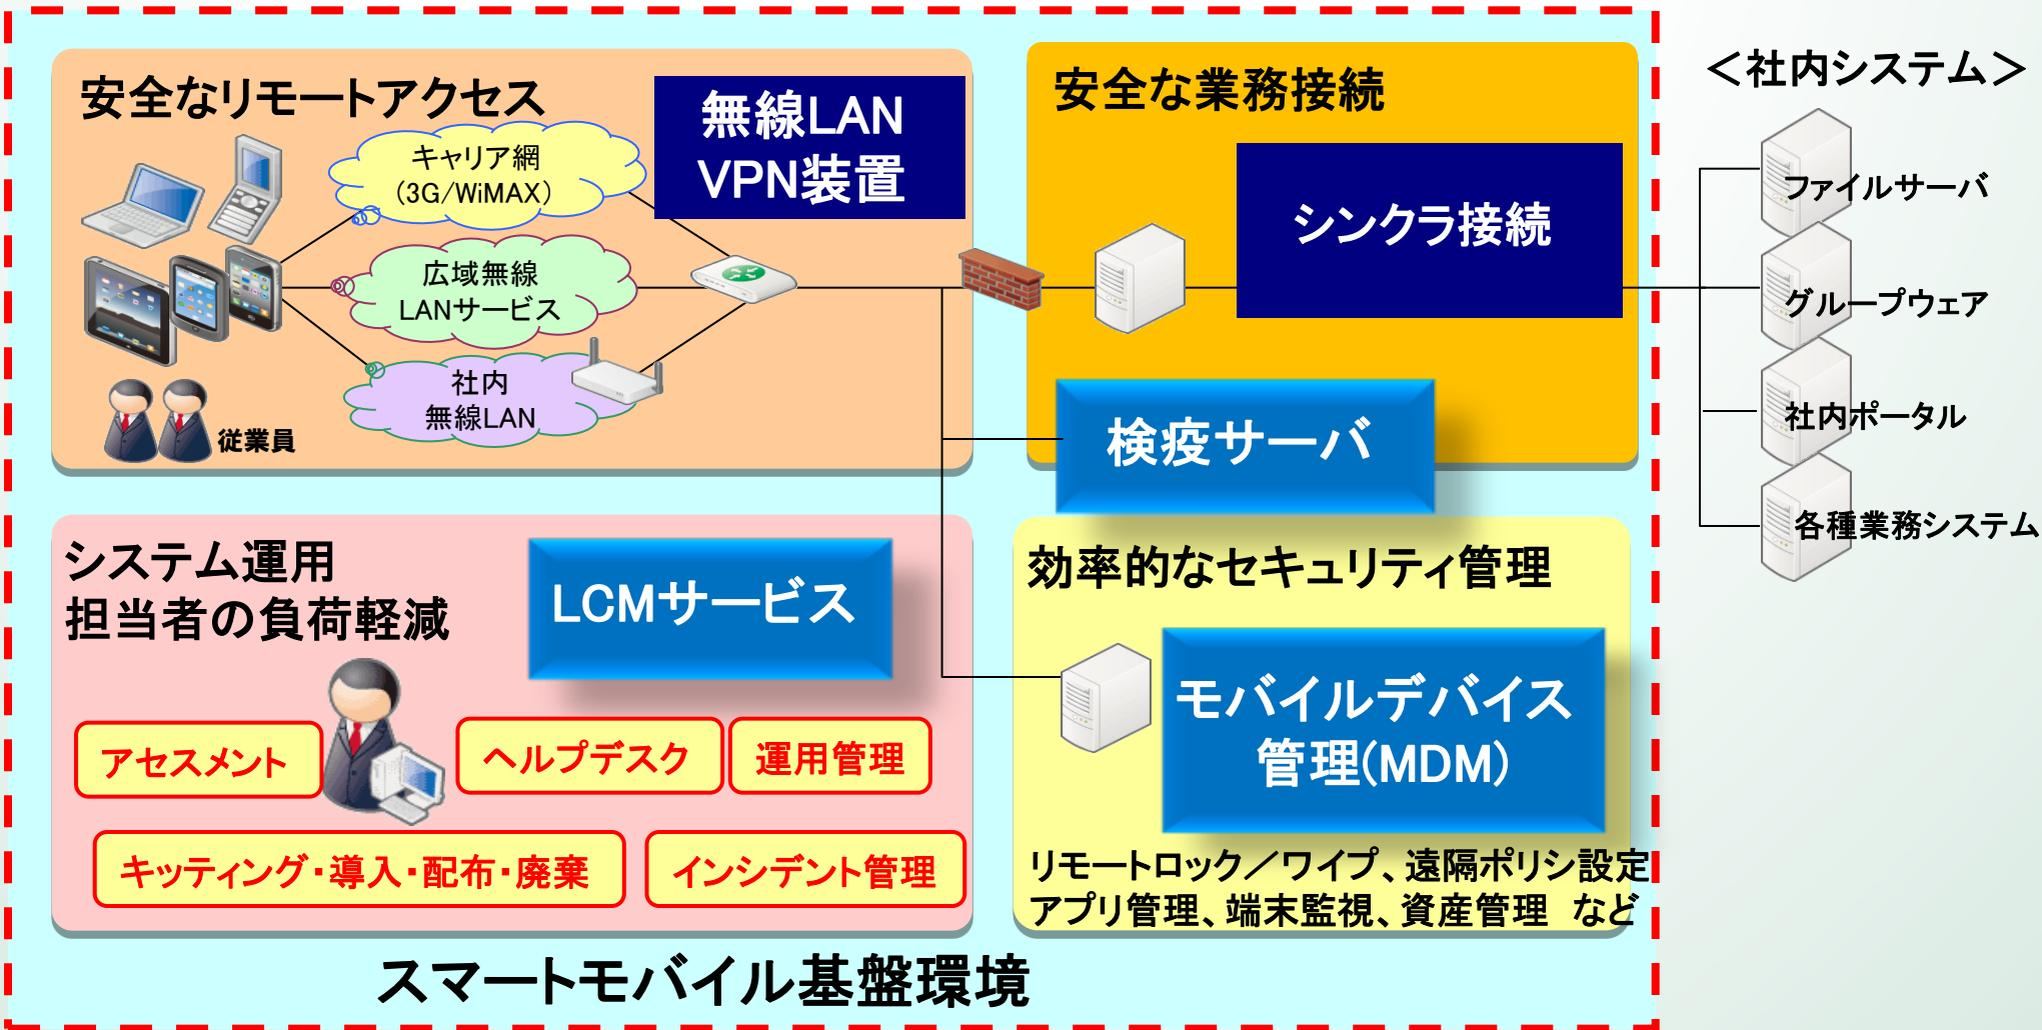 安全なリモートアクセス
無線LAN
VPN装置
キャリア網
(3G/WiMAX)
広域無線
LANサービス
社内
無線LAN
従業員
安全な業務接続
シンクラ接続
検疫サーバ
＜社内システム＞
ファイルサーバ
グループウェア
社内ポータル
各種業務システム
システム運用
担当者の負荷軽減
LCMサービス
アセスメント
ヘルプデスク
運用管理
キッティング・導入・配布・廃棄
インシデント管理
効率的なセキュリティ管理
モバイルデバイス
管理(MDM)
リモートロック／ワイプ、遠隔ポリシ設定
アプリ管理、端末監視、資産管理　など
スマートモバイル基盤環境